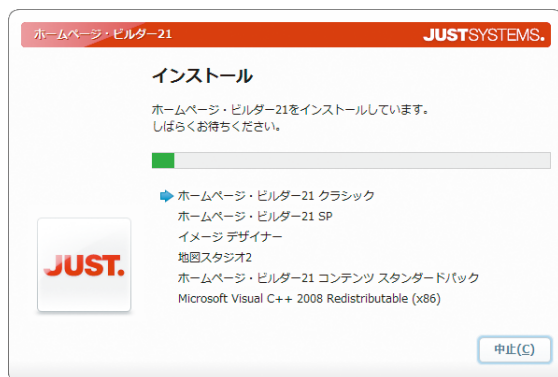 ホームページ・ビルダー21
JUSTSYSTEMS.
インストール
ホームページ・ビルダー21をインストールしています。
しばらくお待ちください。
ホームページ・ビルダー21 クラシック
ホームページ・ビルダー21 SP
イメージ デザイナー
地図スタジオ2
ホームページ・ビルダー21 コンテンツ スタンダードパック
Microsoft Visual C++ 2008 Redistributable (x86)
JUST.
中止(C)